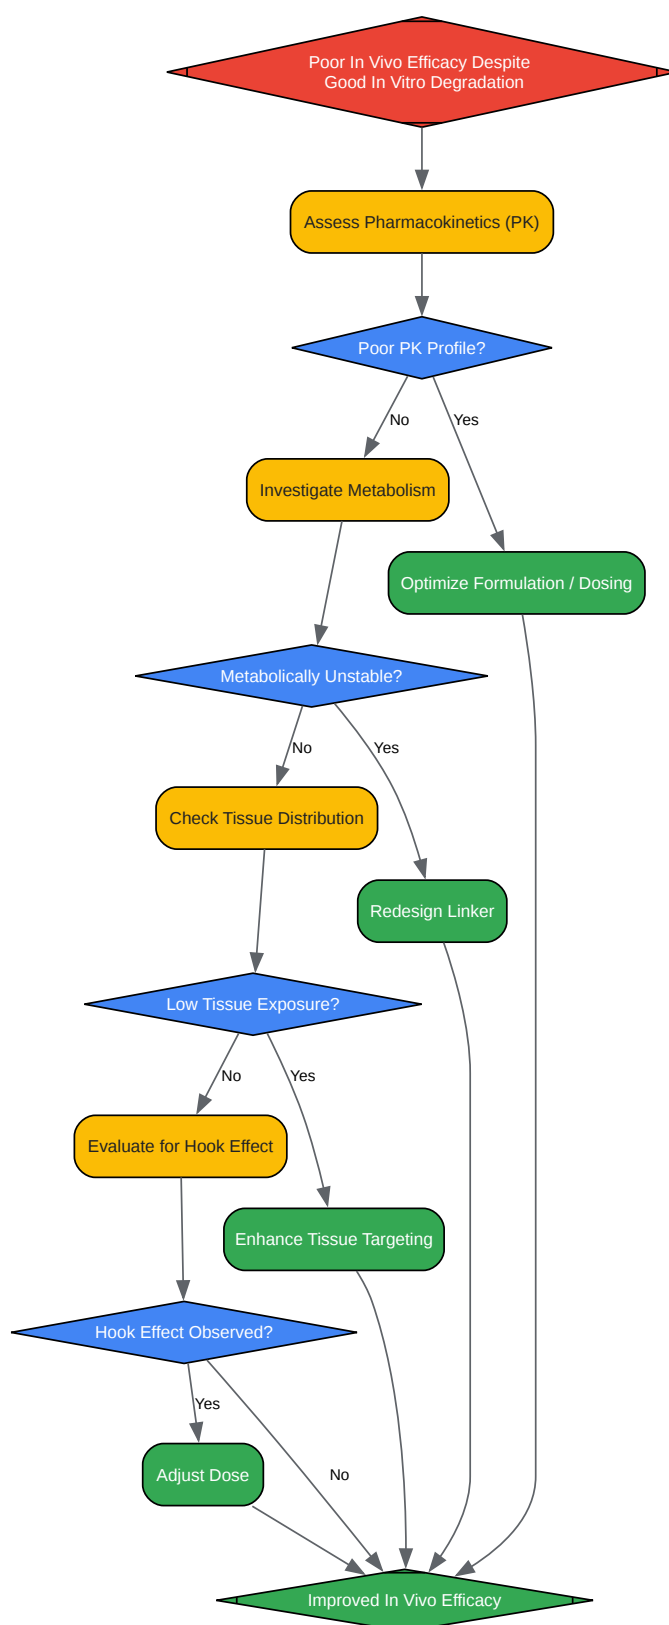 Poor In Vivo Efficacy Despite
Good In Vitro Degradation
Assess Pharmacokinetics (PK)
Poor PK Profile?
No
Yes
Investigate Metabolism
Optimize Formulation / Dosing
Metabolically Unstable?
No
Yes
Check Tissue Distribution
Redesign Linker
Low Tissue Exposure?
No
Yes
Evaluate for Hook Effect
Enhance Tissue Targeting
Hook Effect Observed?
Yes
No
Adjust Dose
Improved In Vivo Efficacy